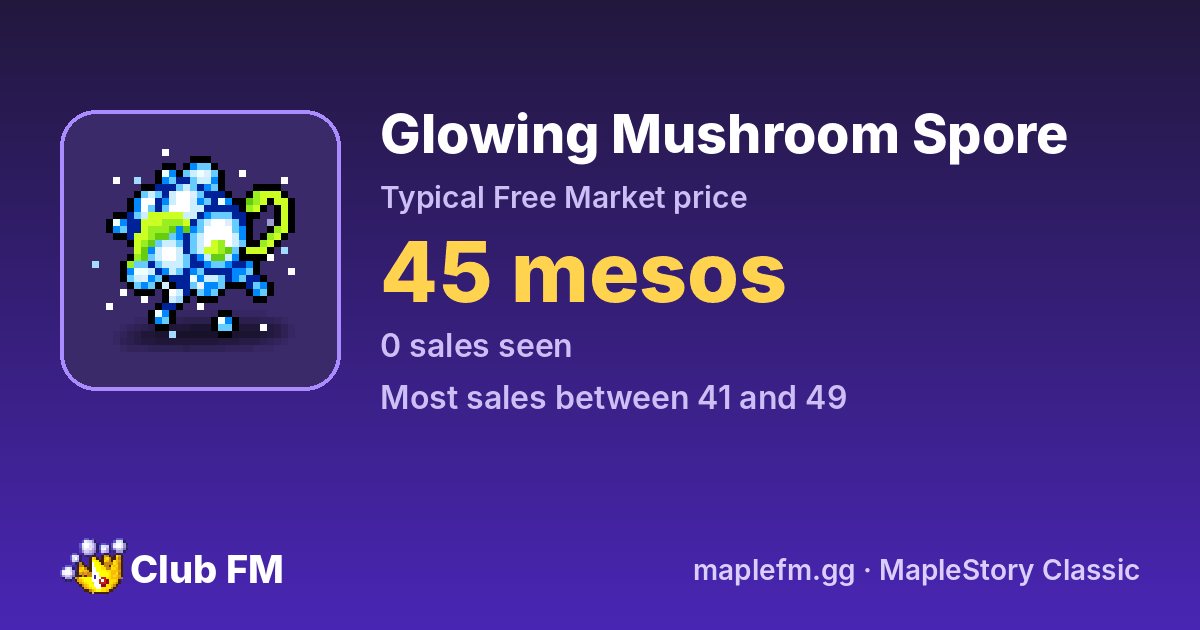 Glowing Mushroom Spore
Typical Free Market price
45 mesos
0 sales seen
Most sales between 41 and 49
Club FM
maplefm.gg · MapleStory Classic